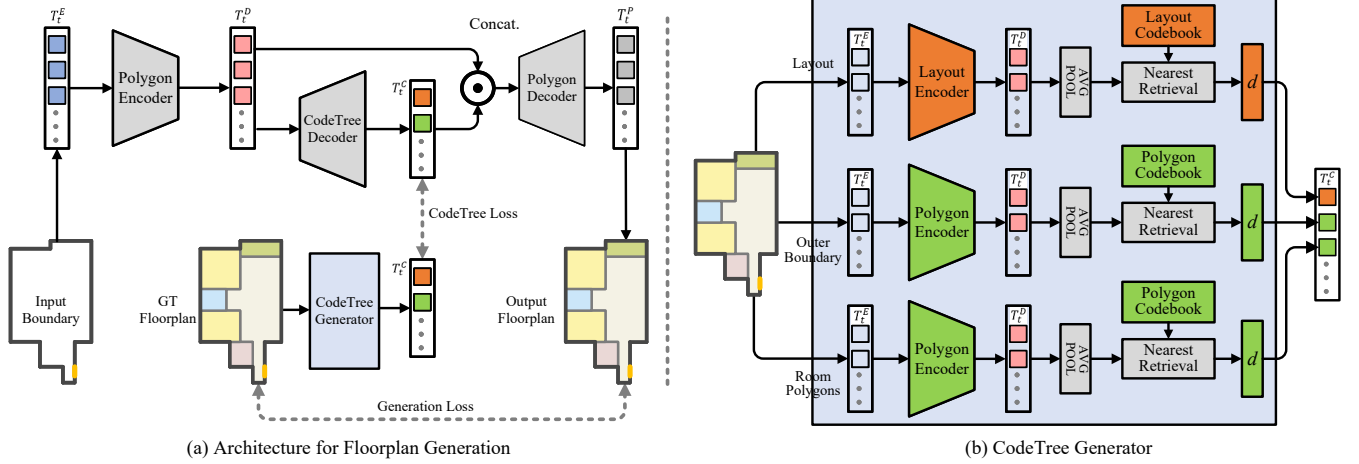 T_t^E
T_t^D
Concat.
T_t^P
Polygon
Encoder
CodeTree
Decoder
T_t^C
Polygon
Decoder
CodeTree Loss
Input
Boundary
GT
Floorplan
CodeTree
Generator
T_t^C
Output
Floorplan
Generation Loss
(a) Architecture for Floorplan Generation
Layout
T_t^E
Layout
Encoder
T_t^D
AVG
POOL
Layout
Codebook
Nearest
Retrieval
d
Outer
Boundary
T_t^E
Polygon
Encoder
T_t^D
AVG
POOL
Polygon
Codebook
Nearest
Retrieval
d
T_t^C
Room
Polygons
T_t^E
Polygon
Encoder
T_t^D
AVG
POOL
Polygon
Codebook
Nearest
Retrieval
d
(b) CodeTree Generator